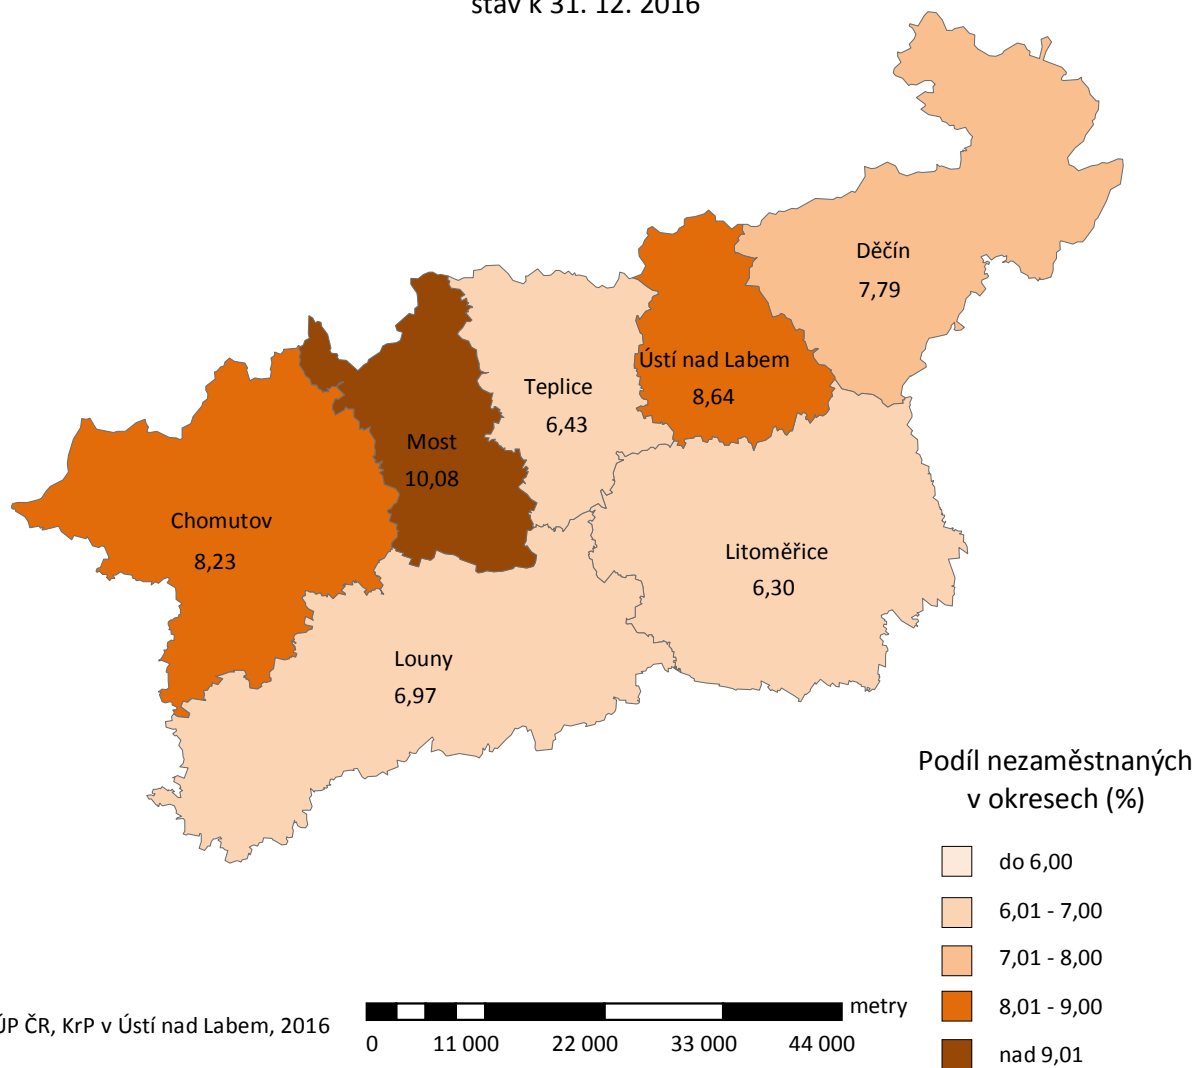 stav k 31. 12. 2016
Děčín
7,79
Ústí nad Labem
8,64
Teplice
6,43
Most
10,08
Chomutov
8,23
Litoměřice
6,30
Louny
6,97
Podíl nezaměstnaných
v okresech (%)
do 6,00
6,01 - 7,00
7,01 - 8,00
8,01 - 9,00
nad 9,01
ÚP ČR, KrP v Ústí nad Labem, 2016
metry
0 11 000 22 000 33 000 44 000